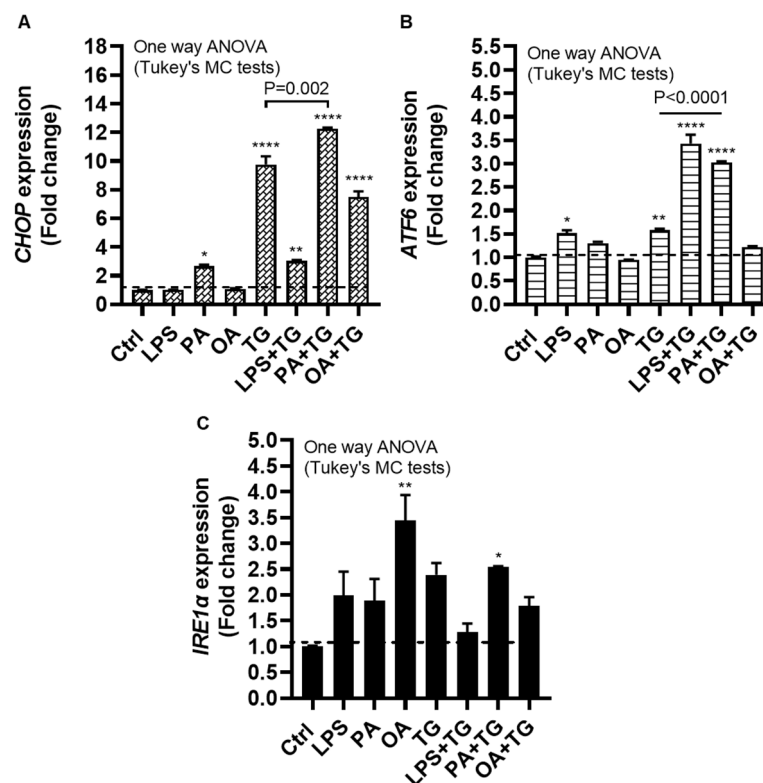 A
CHOP expression
(Fold change)
18
16
14
12
10
8
6
4
2
0
One way ANOVA
(Tukey's MC tests)
P=0.002
*
****
**
****
****
Ctrl
LPS
PA
OA
TG
LPS+TG
PA+TG
OA+TG
B
ATF6 expression
(Fold change)
5.5
5.0
4.5
4.0
3.5
3.0
2.5
2.0
1.5
1.0
0.5
0.0
One way ANOVA
(Tukey's MC tests)
P<0.0001
*
**
****
****
Ctrl
LPS
PA
OA
TG
LPS+TG
PA+TG
OA+TG
C
IRE1α expression
(Fold change)
5.0
4.5
4.0
3.5
3.0
2.5
2.0
1.5
1.0
0.5
0.0
One way ANOVA
(Tukey's MC tests)
**
*
Ctrl
LPS
PA
OA
TG
LPS+TG
PA+TG
OA+TG